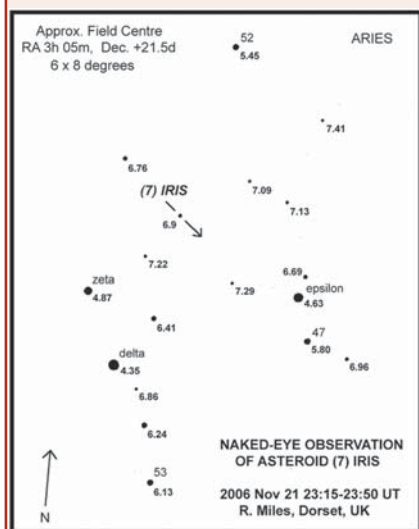 Approx. Field Centre
RA 3h 05m, Dec. +21.5d
6 x 8 degrees
52
5.45
ARIES
7.41
6.76
7.09
(7) IRIS
7.13
6.9
7.22
6.69
epsilon
zeta
4.87
7.29
4.63
6.41
47
5.80
delta
4.35
6.96
6.86
6.24
53
6.13
N
NAKED-EYE OBSERVATION
OF ASTEROID (7) IRIS
2006 Nov 21 23:15-23:50 UT
R. Miles, Dorset, UK